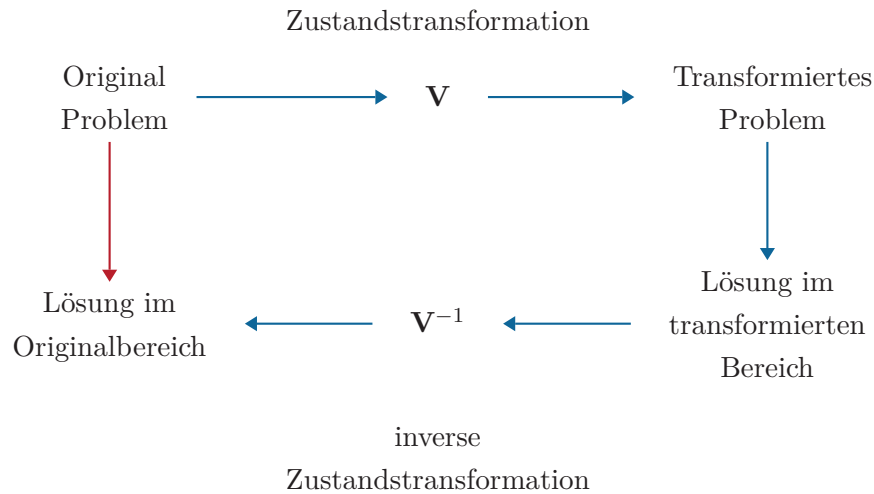 Zustandstransformation
Original
Problem
V
Transformiertes
Problem
Lösung im
Originalbereich
V⁻¹
Lösung im
transformierten
Bereich
inverse
Zustandstransformation